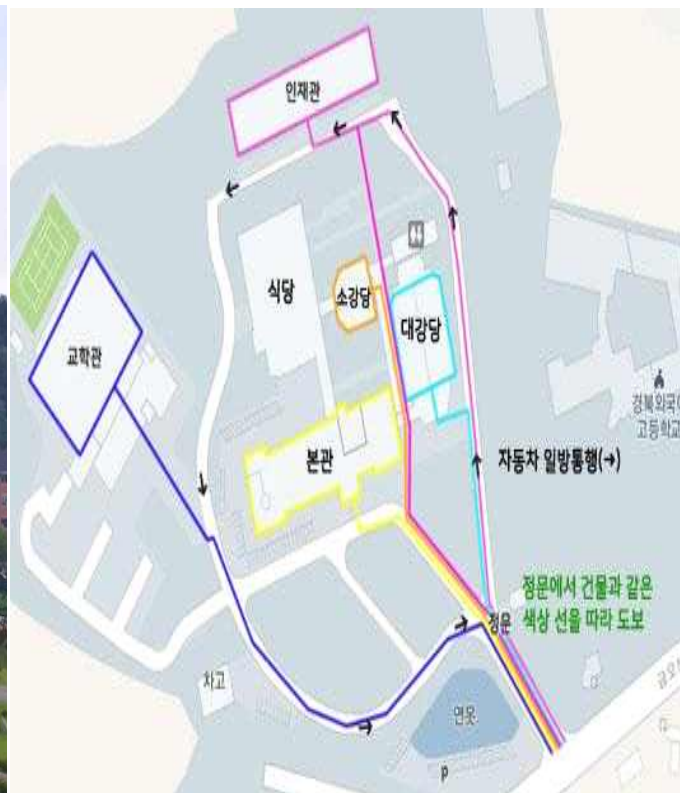 인재관
식당
소강당
대강당
교학관
본관
경북외국어
고등학교
자동차 일방통행(→)
정문에서 건물과 같은
색상 선을 따라 도보
정문
차고
연못
P